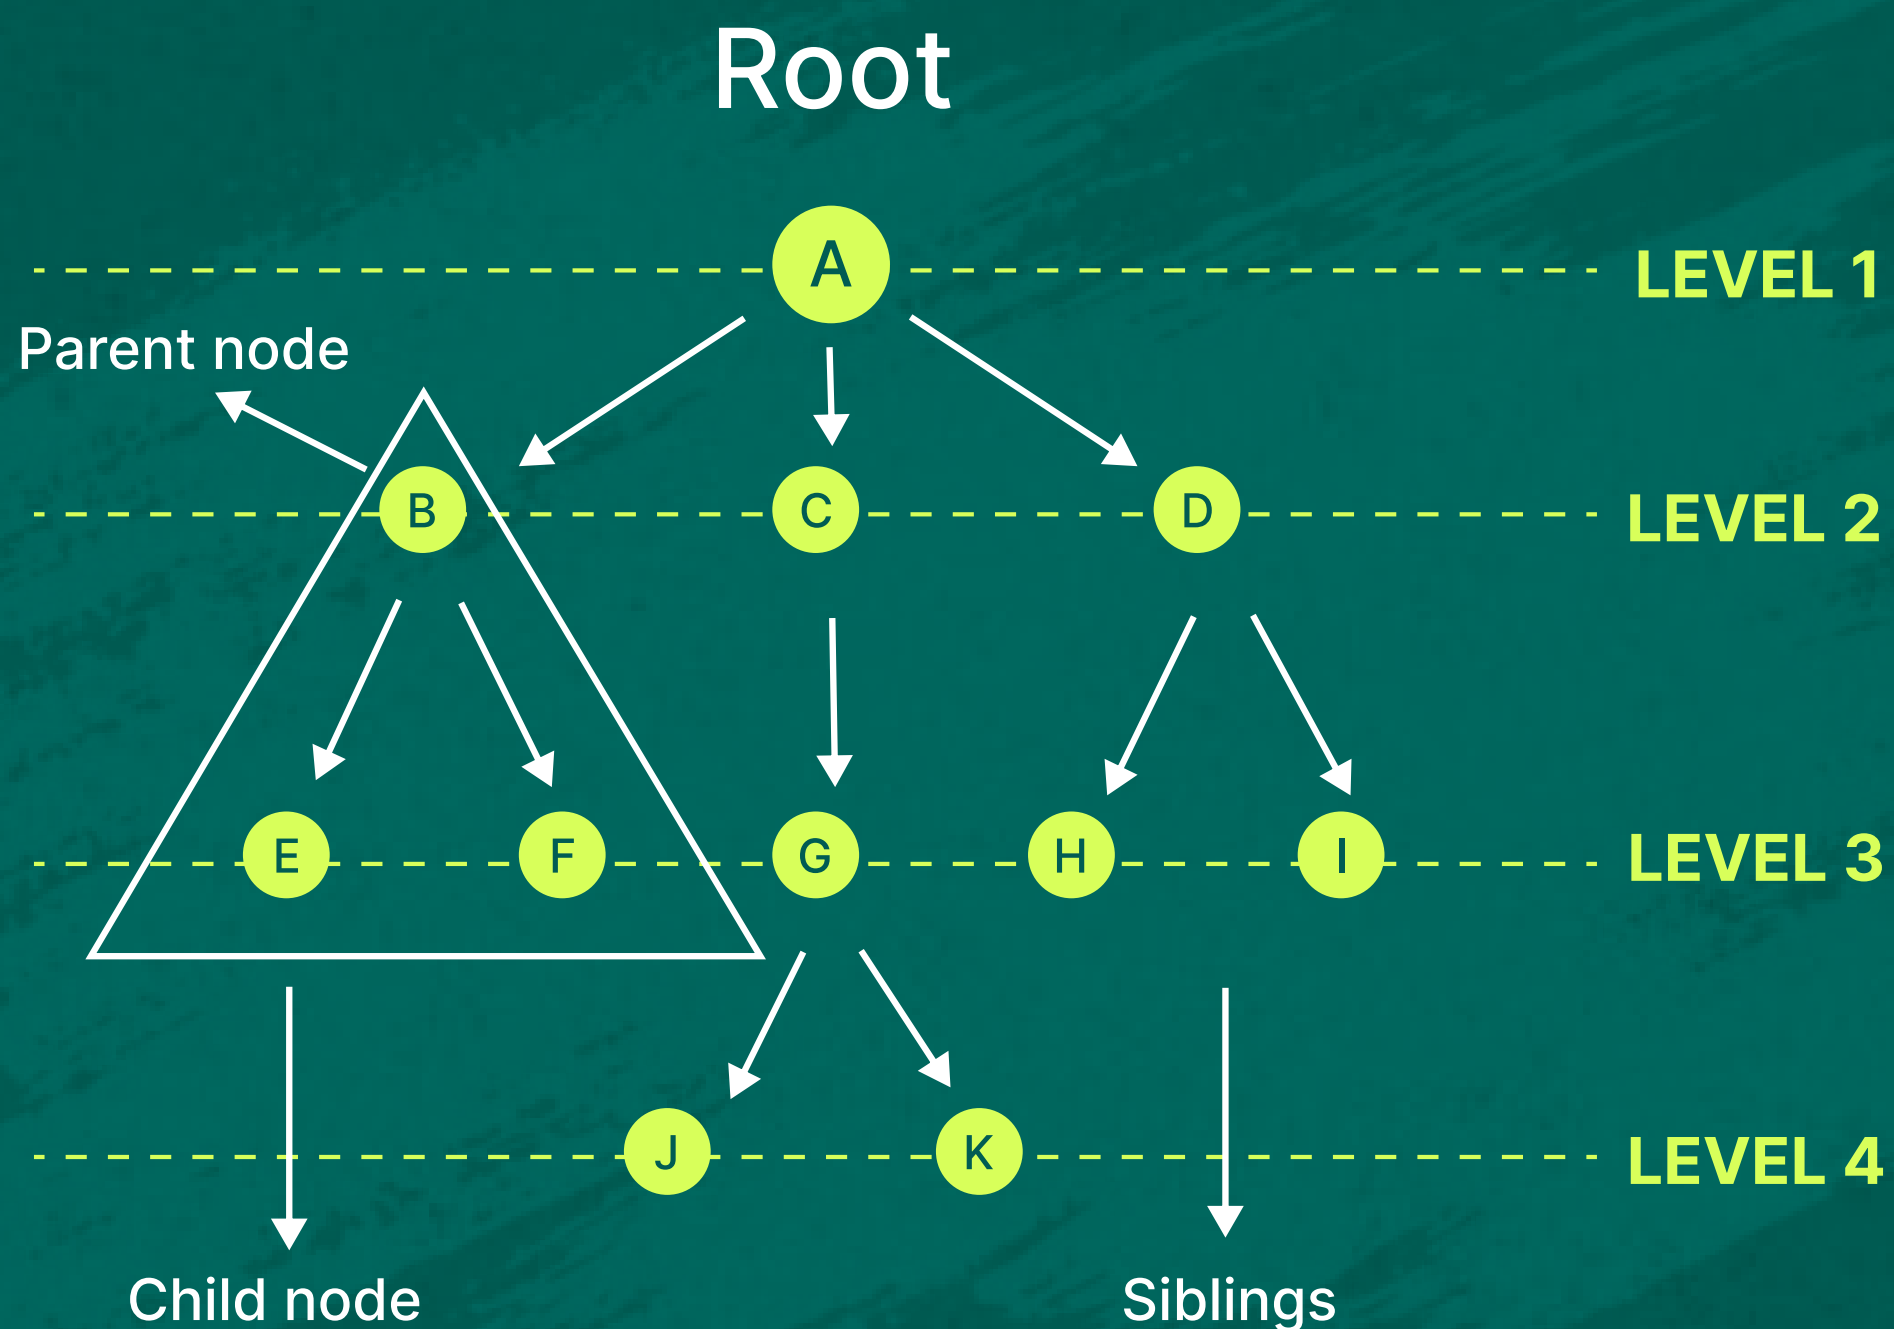 Root
A
LEVEL 1
Parent node
B
C
D
LEVEL 2
E
F
G
H
I
LEVEL 3
J
K
LEVEL 4
Child node
Siblings